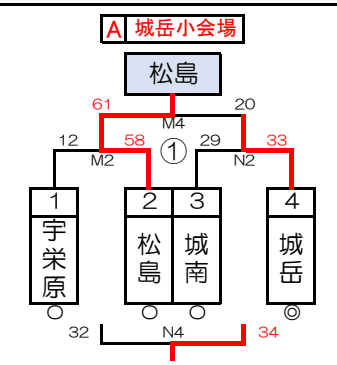 A 城岳小会場
松島
61 20
M4
12 58 ① 29 33
M2 N2
1 2 3 4
宇栄原 松島 城南 城岳
○ ○ ○ ◎
32 N4 34